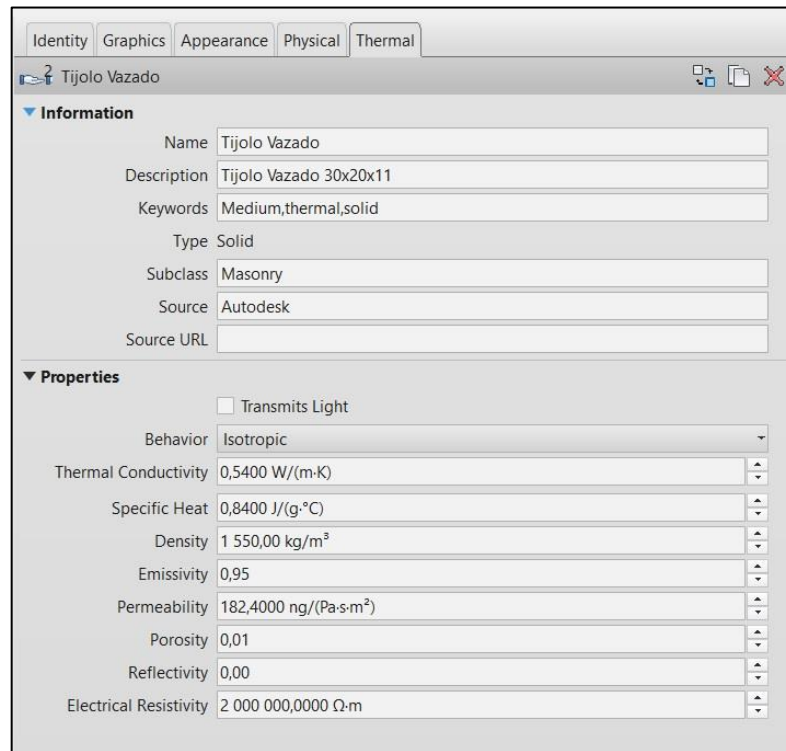 Identity Graphics Appearance Physical Thermal
2 Tijolo Vazado
Information
Name Tijolo Vazado
Description Tijolo Vazado 30x20x11
Keywords Medium,thermal,solid
Type Solid
Subclass Masonry
Source Autodesk
Source URL
Properties
Transmits Light
Behavior Isotropic
Thermal Conductivity 0,5400 W/(m·K)
Specific Heat 0,8400 J/(g·°C)
Density 1 550,00 kg/m³
Emissivity 0,95
Permeability 182,4000 ng/(Pa·s·m²)
Porosity 0,01
Reflectivity 0,00
Electrical Resistivity 2 000 000,0000 Ω·m